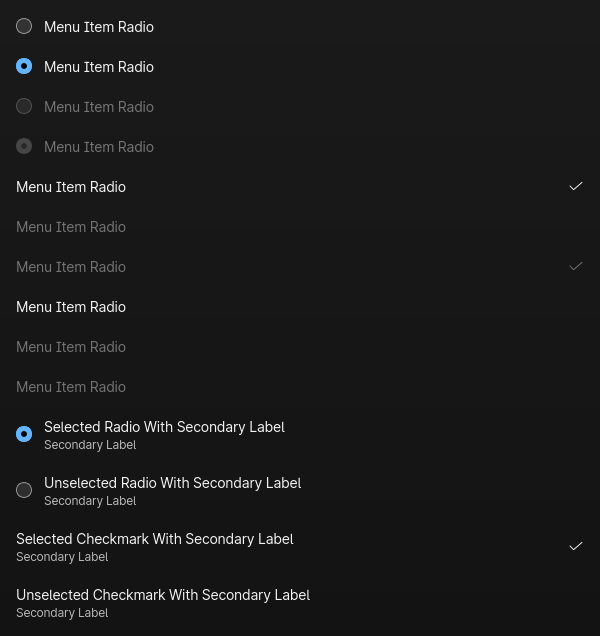 Menu Item Radio
Menu Item Radio
Menu Item Radio
Menu Item Radio
Menu Item Radio
Menu Item Radio
Menu Item Radio
Menu Item Radio
Menu Item Radio
Menu Item Radio
Selected Radio With Secondary Label
Secondary Label
Unselected Radio With Secondary Label
Secondary Label
Selected Checkmark With Secondary Label
Secondary Label
Unselected Checkmark With Secondary Label
Secondary Label